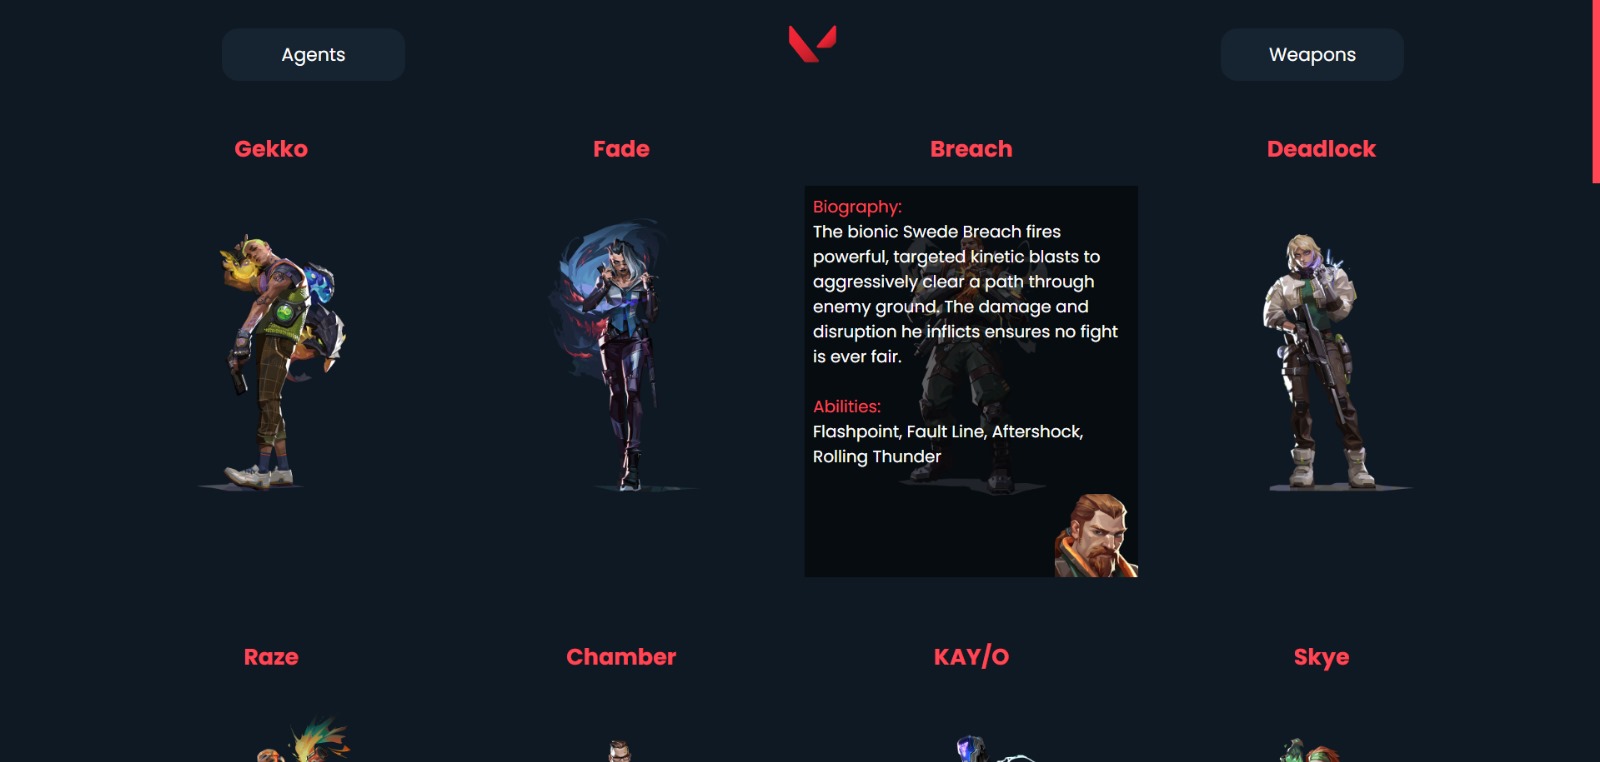 Agents
Weapons
Gekko
Fade
Breach
Deadlock
Biography:
The bionic Swede Breach fires
powerful, targeted kinetic blasts to
aggressively clear a path through
enemy ground. The damage and
disruption he inflicts ensures no fight
is ever fair.
Abilities:
Flashpoint, Fault Line, Aftershock,
Rolling Thunder
Raze
Chamber
KAY/O
Skye